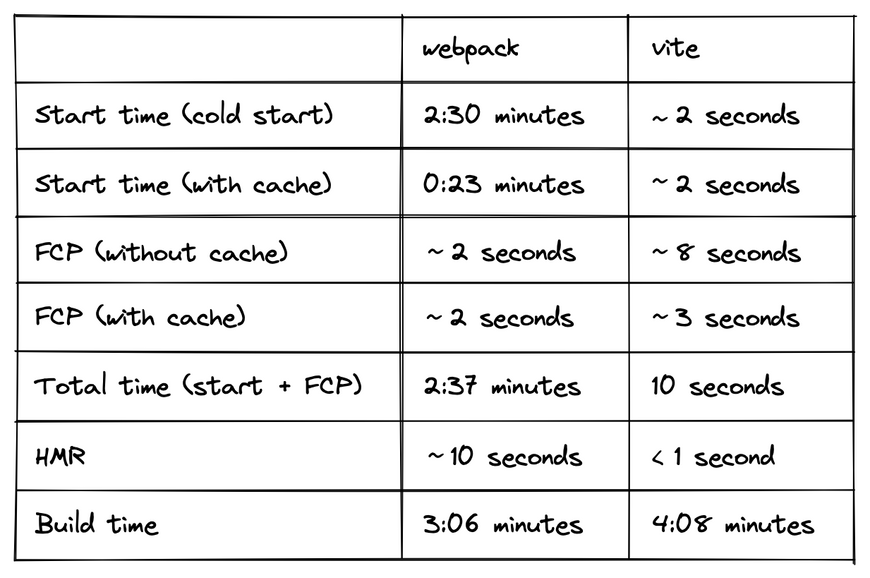 webpack vite
Start time (cold start) 2:30 minutes ~ 2 seconds
Start time (with cache) 0:23 minutes ~ 2 seconds
FCP (without cache) ~ 2 seconds ~ 8 seconds
FCP (with cache) ~ 2 seconds ~ 3 seconds
Total time (start + FCP) 2:37 minutes 10 seconds
HMR ~ 10 seconds < 1 second
Build time 3:06 minutes 4:08 minutes